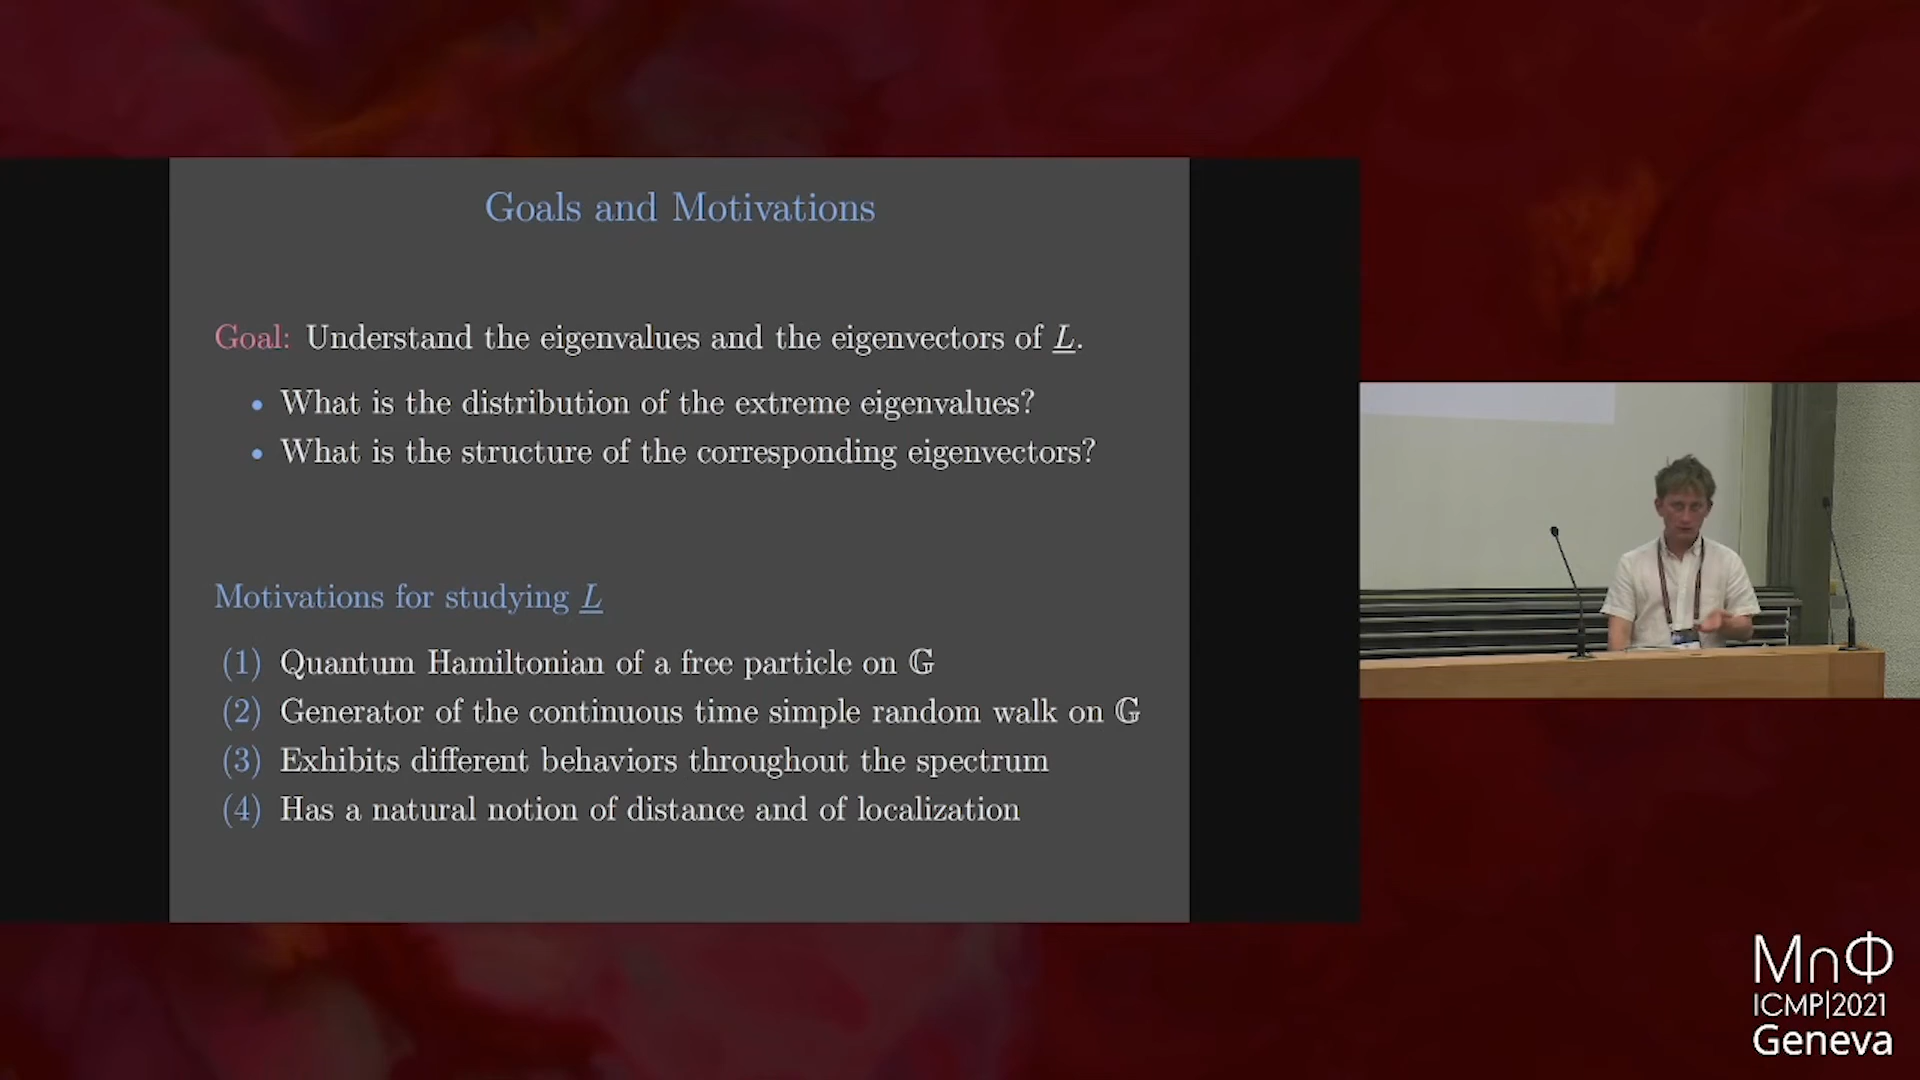 Goals and Motivations
Goal: Understand the eigenvalues and the eigenvectors of L.
• What is the distribution of the extreme eigenvalues?
• What is the structure of the corresponding eigenvectors?
Motivations for studying L
(1) Quantum Hamiltonian of a free particle on 𝔾
(2) Generator of the continuous time simple random walk on 𝔾
(3) Exhibits different behaviors throughout the spectrum
(4) Has a natural notion of distance and of localization
M∩Φ
ICMP|2021
Geneva